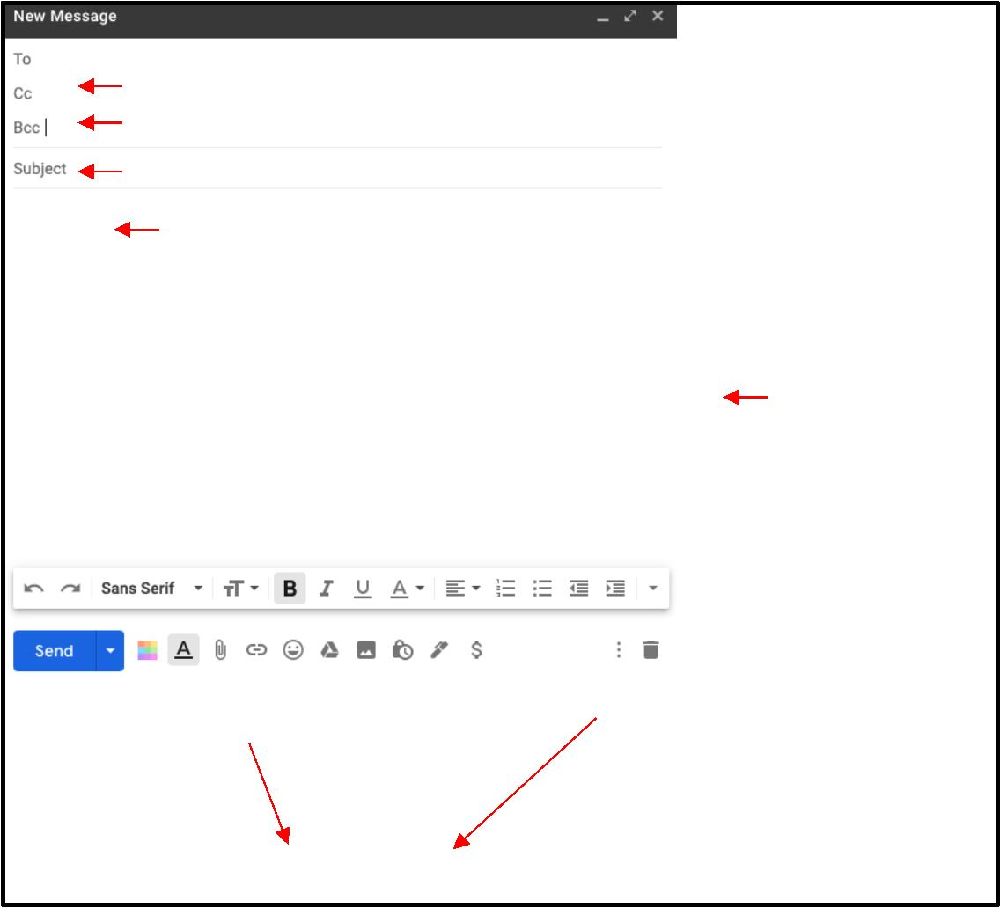 New Message
To
Cc
Bcc
Subject
Sans Serif
B I U A
Send A $